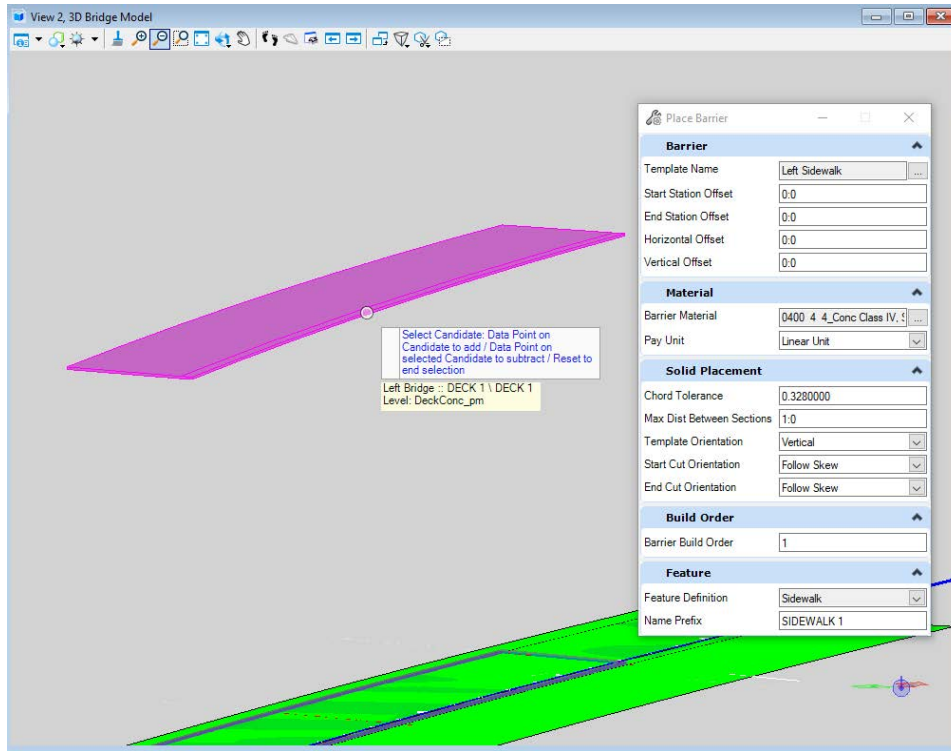 View 2, 3D Bridge Model
Place Barrier
Barrier
Template Name Left Sidewalk ...
Start Station Offset 0:0
End Station Offset 0:0
Horizontal Offset 0:0
Vertical Offset 0:0
Material
Barrier Material 0400 4 4_Conc Class IV, S ...
Pay Unit Linear Unit
Solid Placement
Chord Tolerance 0.3280000
Max Dist Between Sections 1:0
Template Orientation Vertical
Start Cut Orientation Follow Skew
End Cut Orientation Follow Skew
Build Order
Barrier Build Order 1
Feature
Feature Definition Sidewalk
Name Prefix SIDEWALK 1
Select Candidate: Data Point on
Candidate to add / Data Point on
selected Candidate to subtract / Reset to
end selection
Left Bridge :: DECK 1 \ DECK 1
Level: DeckConc_pm